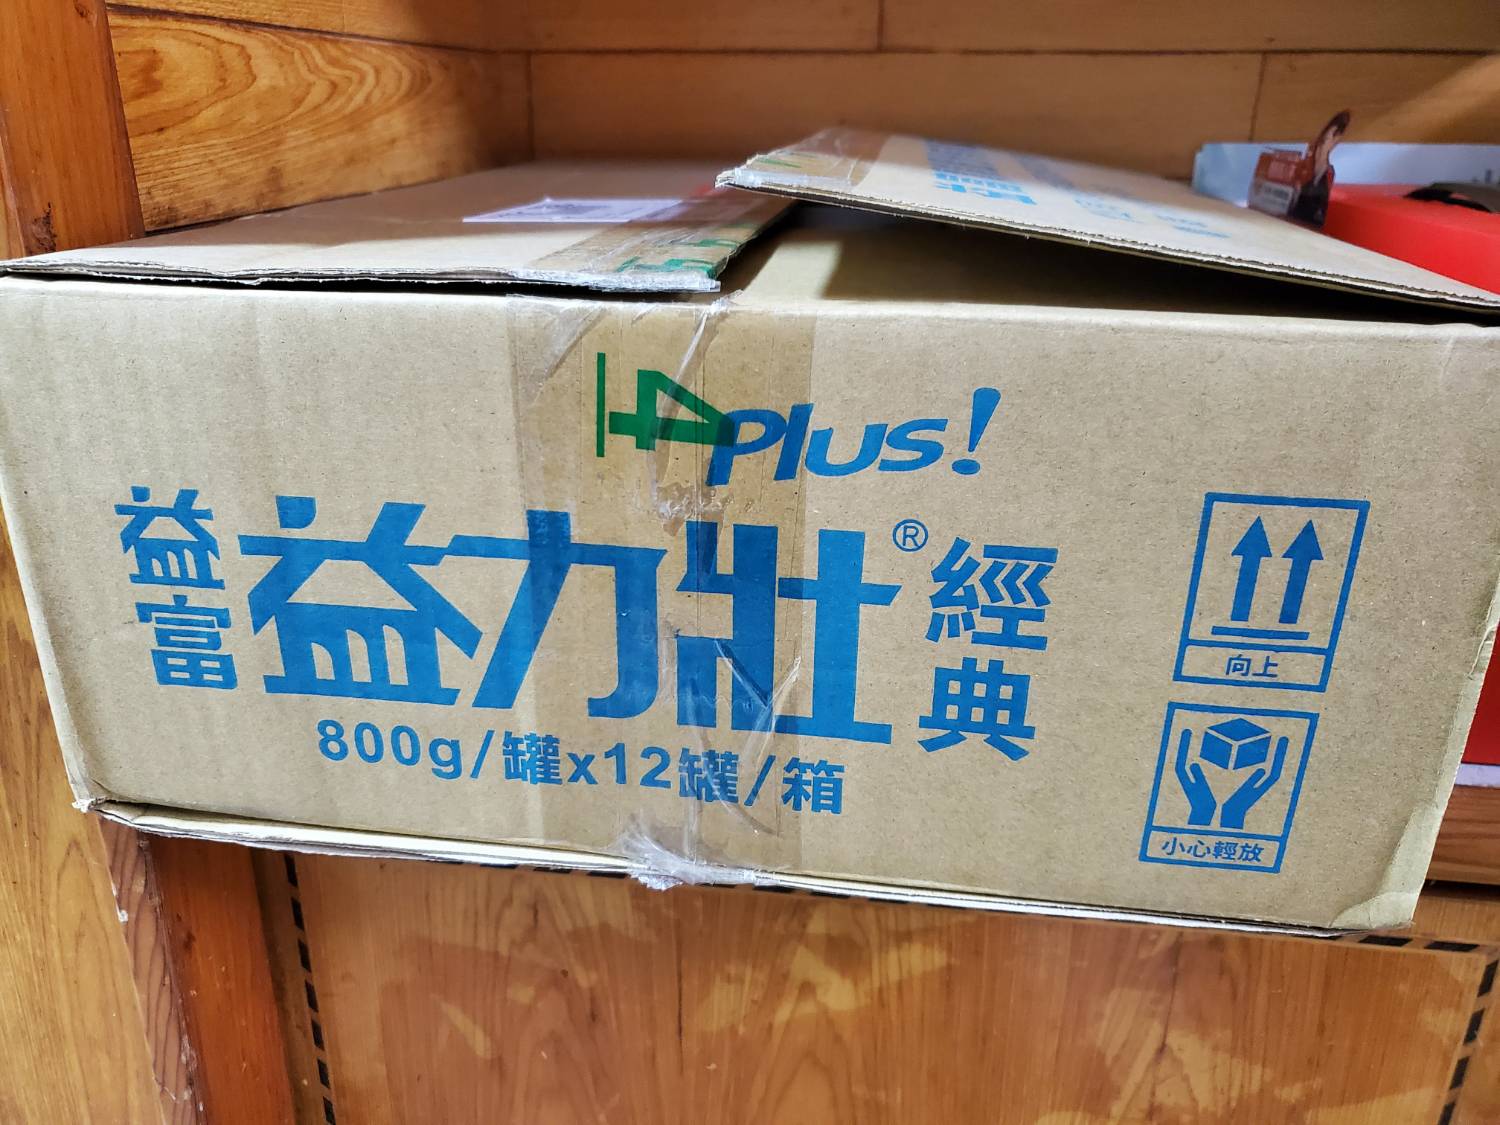 4
Plus!
益富
益力壯®
經典
800g/罐x12罐/箱
向上
小心輕放